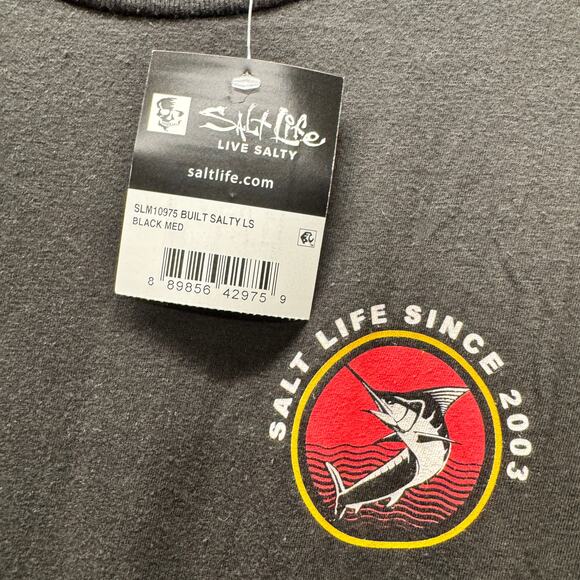 Salt Life
LIVE SALTY
saltlife.com
SLM10975 BUILT SALTY LS
BLACK MED
8 89856 42975 9
SALT LIFE SINCE 2003